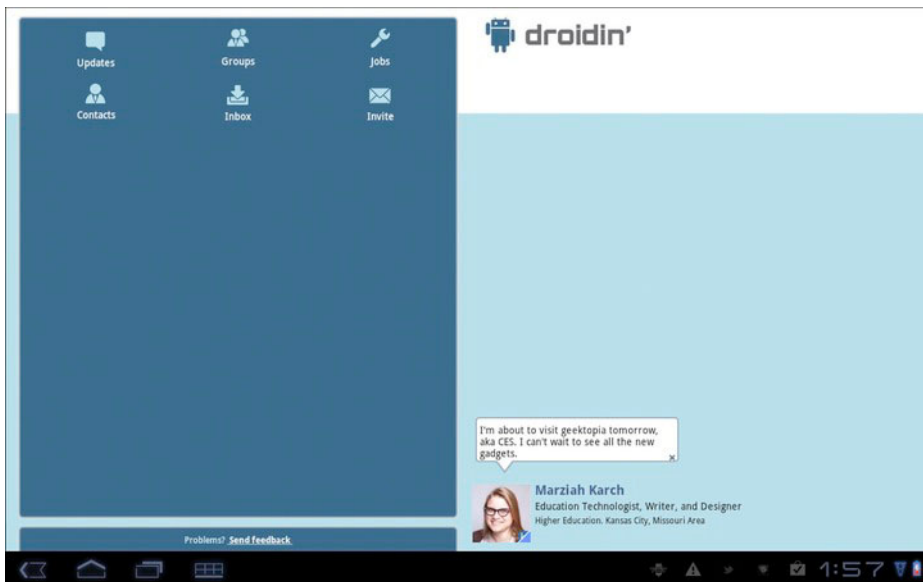 droidin'
Updates
Groups
Jobs
Contacts
Inbox
Invite
I'm about to visit geektopia tomorrow,
aka CES. I can't wait to see all the new
gadgets.
Marziah Karch
Education Technologist, Writer, and Designer
Higher Education. Kansas City, Missouri Area
Problems? Send feedback
1:57